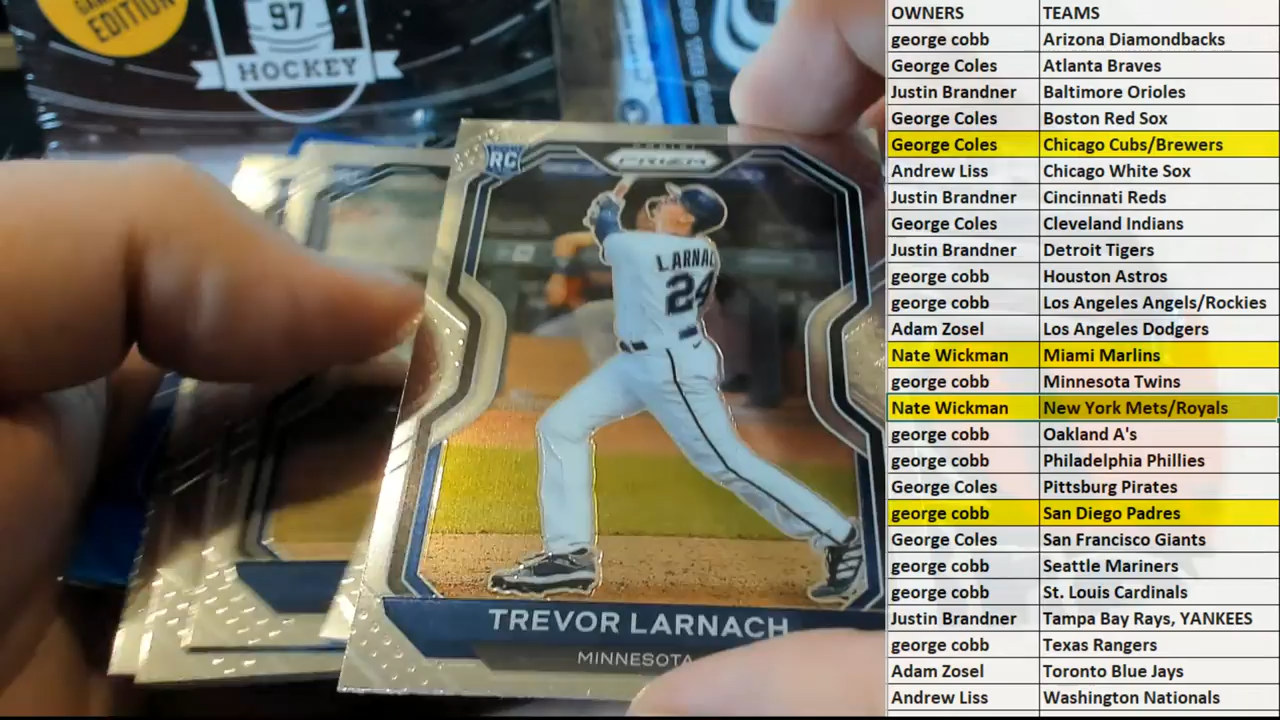 EDITION
97
HOCKEY
RC
PANINI
PRIZM
LARNAC
24
TREVOR LARNACH
MINNESOTA
OWNERS TEAMS
george cobb Arizona Diamondbacks
George Coles Atlanta Braves
Justin Brandner Baltimore Orioles
George Coles Boston Red Sox
George Coles Chicago Cubs/Brewers
Andrew Liss Chicago White Sox
Justin Brandner Cincinnati Reds
George Coles Cleveland Indians
Justin Brandner Detroit Tigers
george cobb Houston Astros
george cobb Los Angeles Angels/Rockies
Adam Zosel Los Angeles Dodgers
Nate Wickman Miami Marlins
george cobb Minnesota Twins
Nate Wickman New York Mets/Royals
george cobb Oakland A's
george cobb Philadelphia Phillies
George Coles Pittsburg Pirates
george cobb San Diego Padres
George Coles San Francisco Giants
george cobb Seattle Mariners
george cobb St. Louis Cardinals
Justin Brandner Tampa Bay Rays, YANKEES
george cobb Texas Rangers
Adam Zosel Toronto Blue Jays
Andrew Liss Washington Nationals